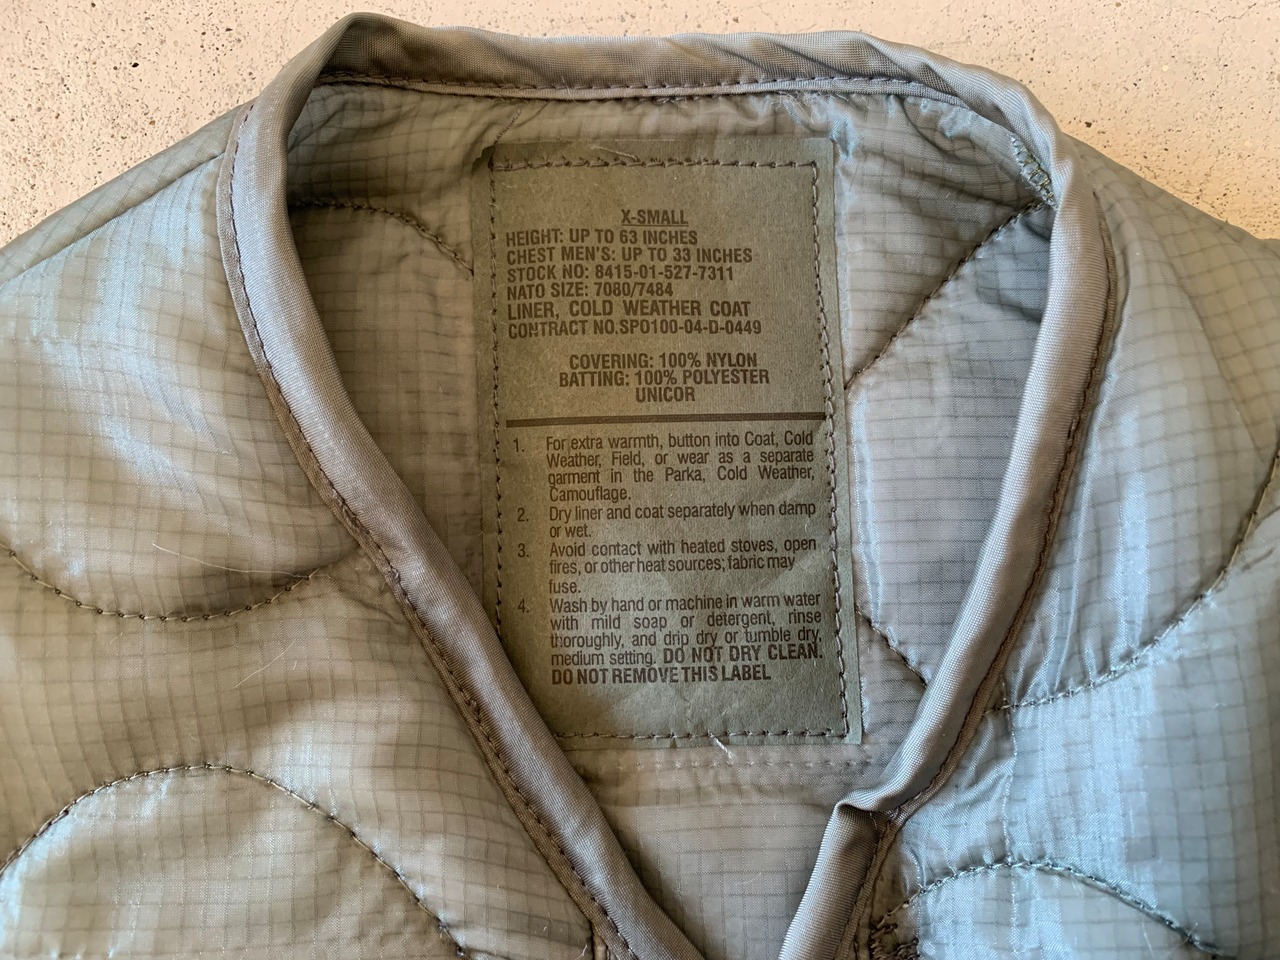 X-SMALL
HEIGHT: UP TO 63 INCHES
CHEST MEN'S: UP TO 33 INCHES
STOCK NO: 8415-01-527-7311
NATO SIZE: 7080/7484
LINER, COLD WEATHER COAT
CONTRACT NO.SPO100-04-D-0449
COVERING: 100% NYLON
BATTING: 100% POLYESTER
UNICOR
1. For extra warmth, button into Coat, Cold
Weather, Field, or wear as a separate
garment in the Parka, Cold Weather,
Camouflage.
2. Dry liner and coat separately when damp
or wet.
3. Avoid contact with heated stoves, open
fires, or other heat sources; fabric may
fuse.
4. Wash by hand or machine in warm water
with mild soap or detergent, rinse
thoroughly, and drip dry or tumble dry,
medium setting. DO NOT DRY CLEAN.
DO NOT REMOVE THIS LABEL